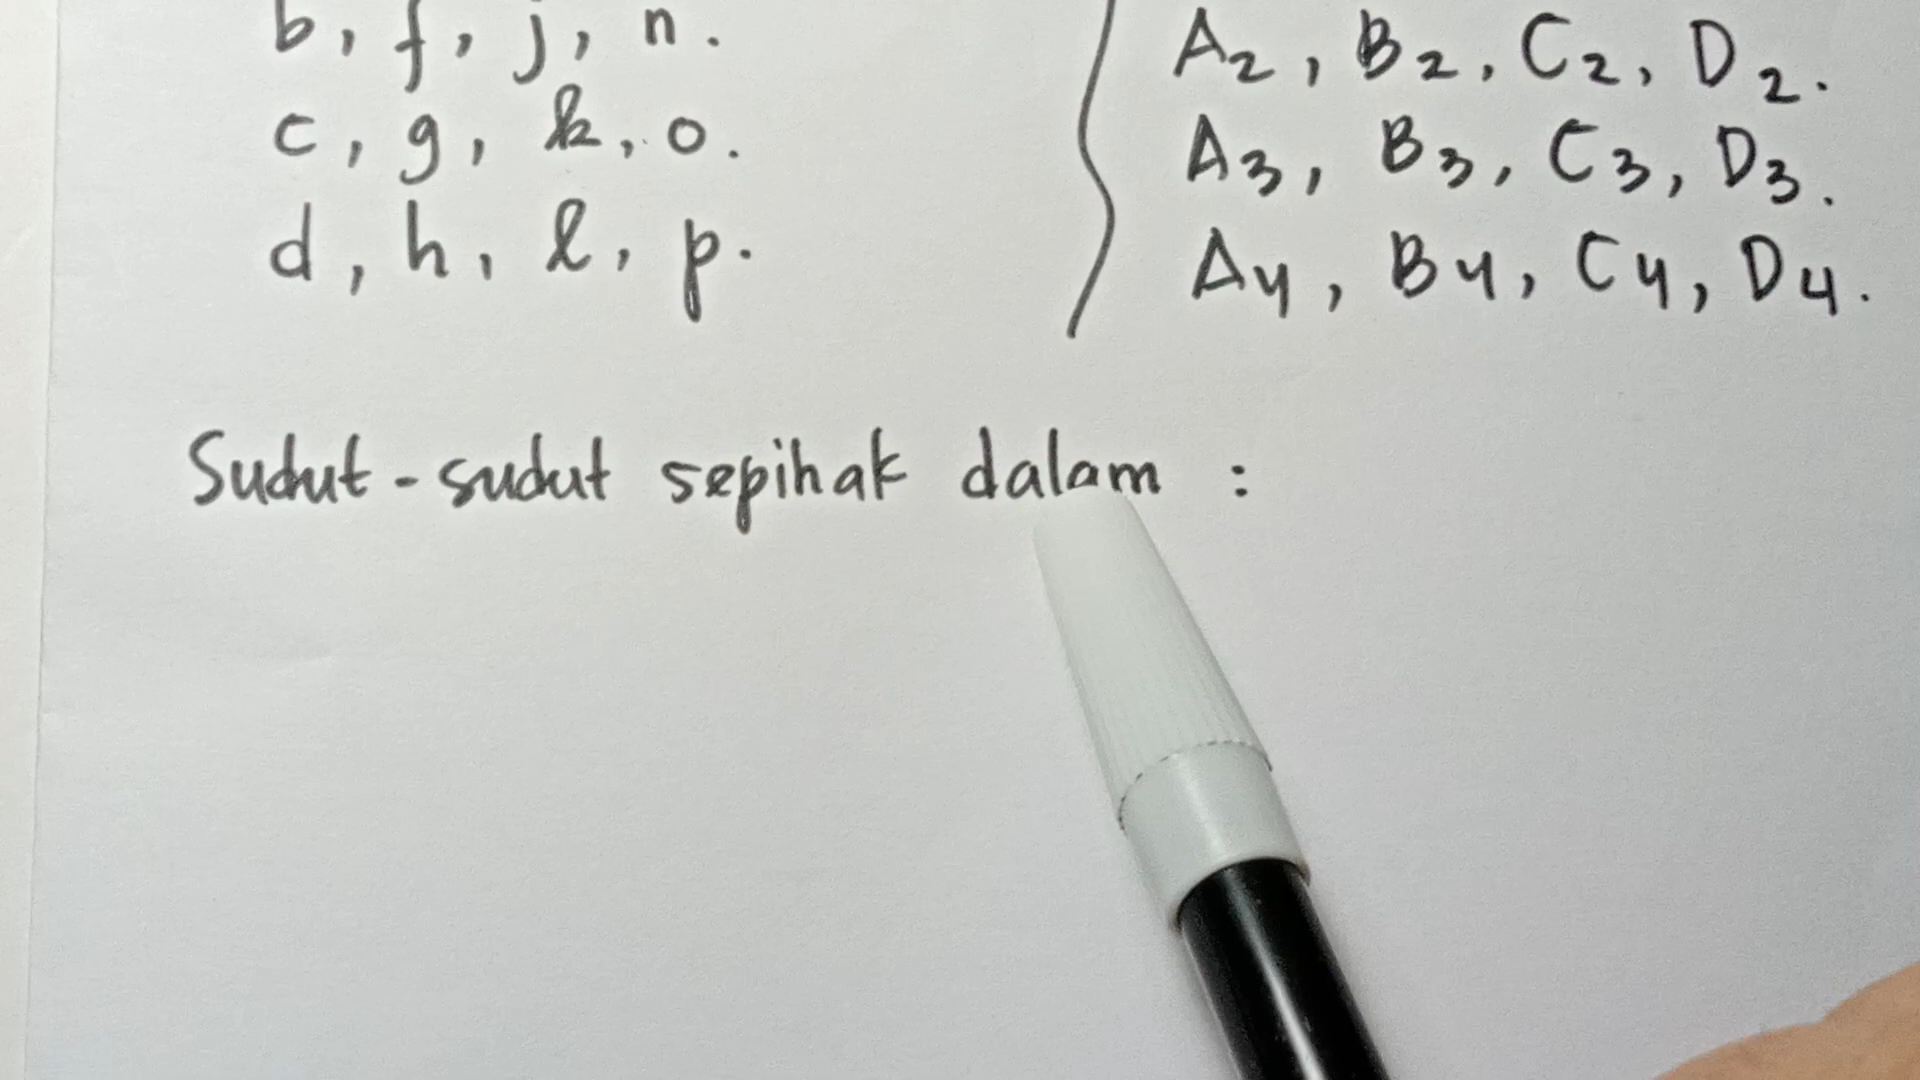 b, f, j, n.
c, g, k, o.
d, h, l, p.
A2, B2, C2, D2.
A3, B3, C3, D3.
A4, B4, C4, D4.
Sudut-sudut sepihak dalam :